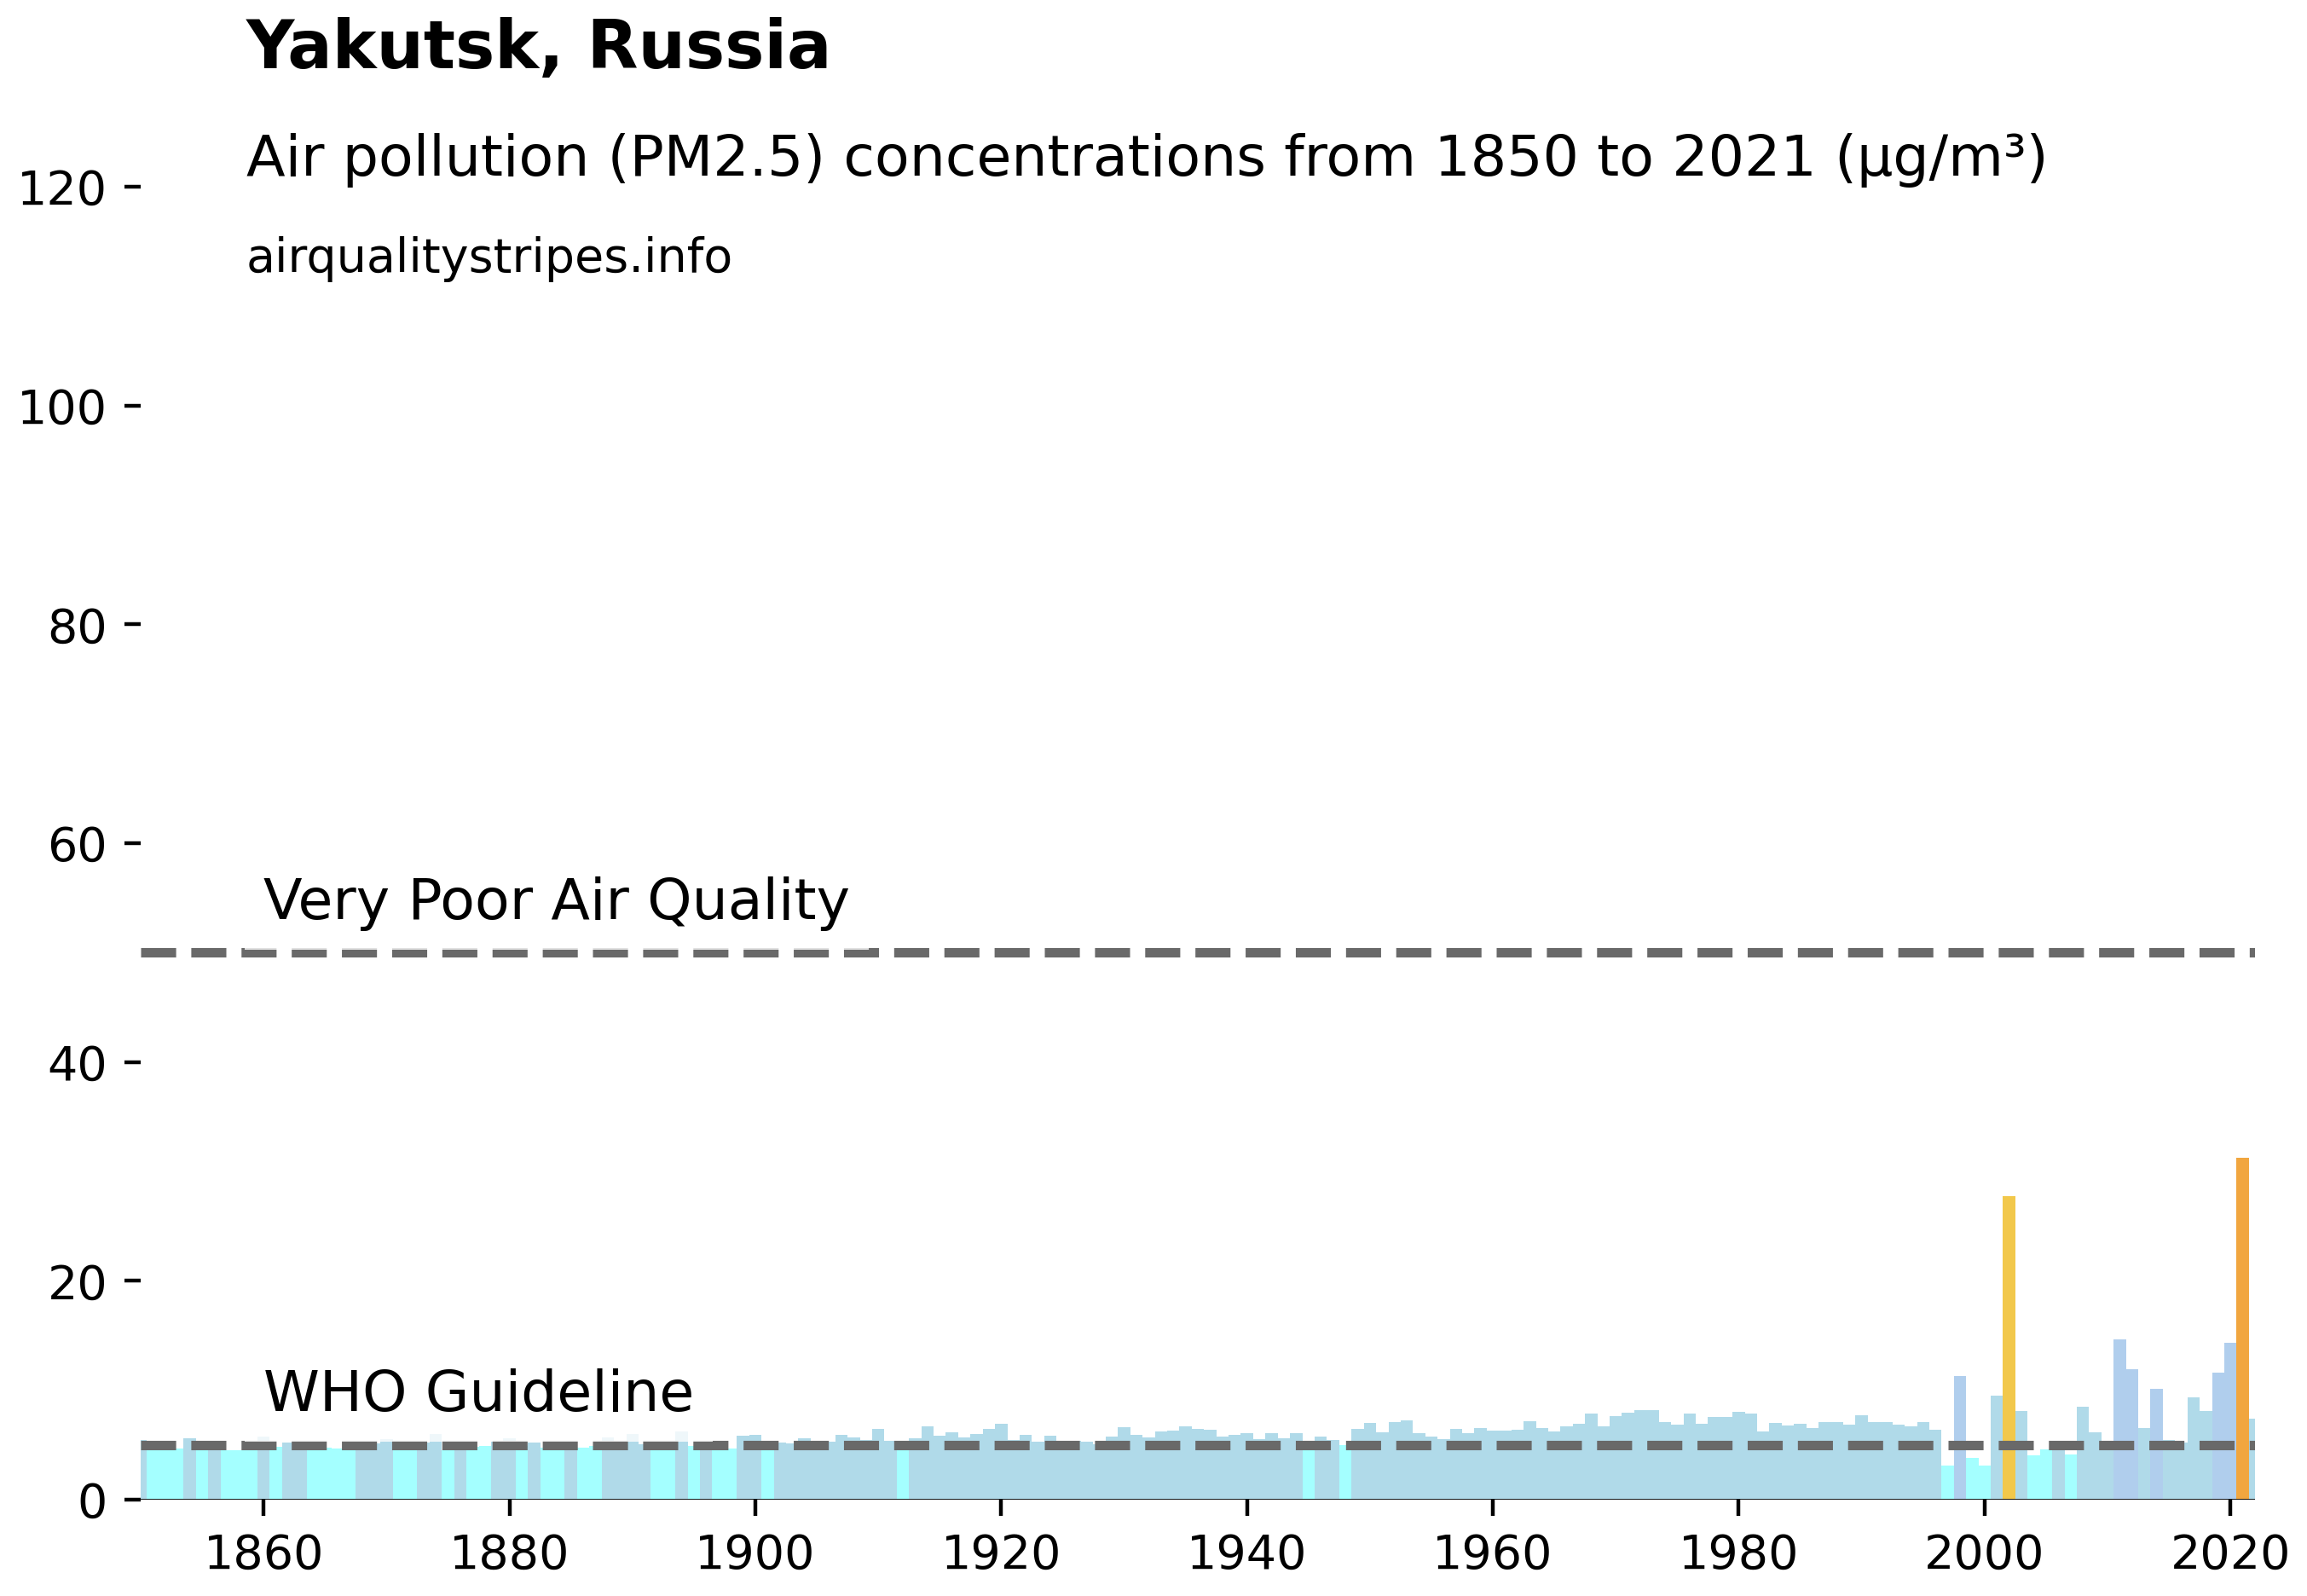 Yakutsk, Russia
Air pollution (PM2.5) concentrations from 1850 to 2021 (µg/m³)
airqualitystripes.info
120
100
80
60
Very Poor Air Quality
40
20
WHO Guideline
0
1860 1880 1900 1920 1940 1960 1980 2000 2020